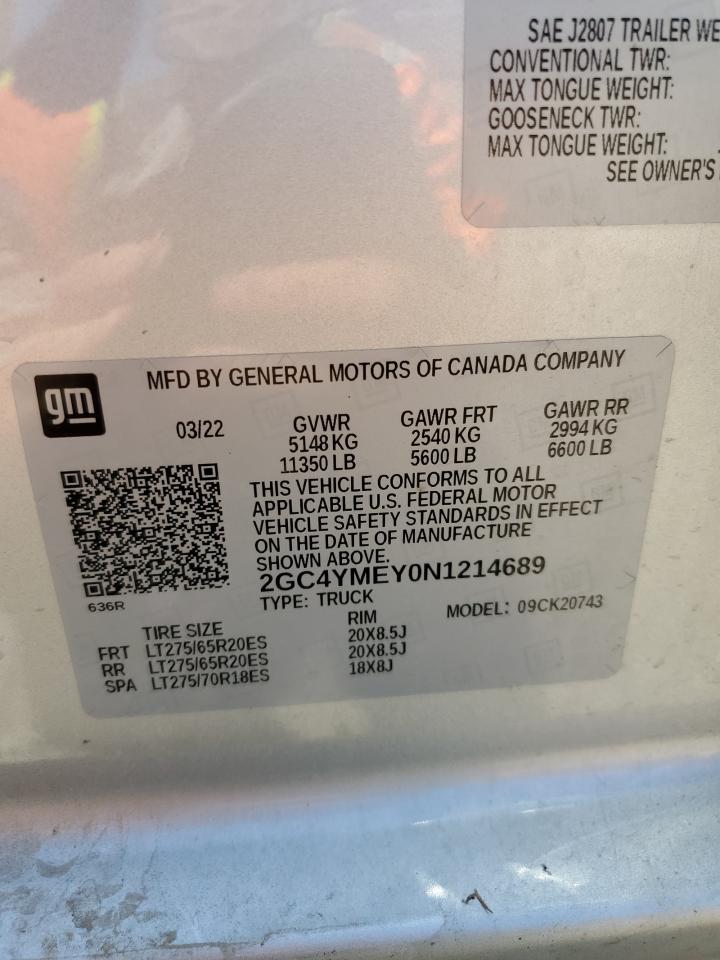 SAE J2807 TRAILER WE
CONVENTIONAL TWR:
MAX TONGUE WEIGHT:
GOOSENECK TWR:
MAX TONGUE WEIGHT:
SEE OWNER'S
gm
MFD BY GENERAL MOTORS OF CANADA COMPANY
03/22 GVWR GAWR FRT GAWR RR
5148 KG 2540 KG 2994 KG
11350 LB 5600 LB 6600 LB
THIS VEHICLE CONFORMS TO ALL
APPLICABLE U.S. FEDERAL MOTOR
VEHICLE SAFETY STANDARDS IN EFFECT
ON THE DATE OF MANUFACTURE
SHOWN ABOVE.
2GC4YMEY0N1214689
636R
TYPE: TRUCK MODEL: 09CK20743
TIRE SIZE RIM
FRT LT275/65R20ES 20X8.5J
RR LT275/65R20ES 20X8.5J
SPA LT275/70R18ES 18X8J